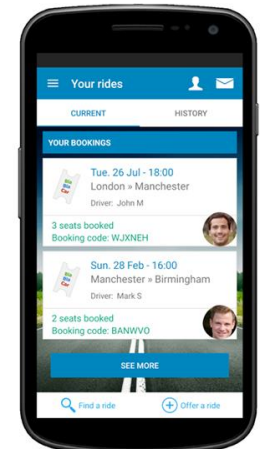 Your rides
CURRENT HISTORY
YOUR BOOKINGS
Tue. 26 Jul - 18:00
London » Manchester
Driver: John M
3 seats booked
Booking code: WJXNEH
Sun. 28 Feb - 16:00
Manchester » Birmingham
Driver: Mark S
2 seats booked
Booking code: BANWVO
SEE MORE
Find a ride Offer a ride